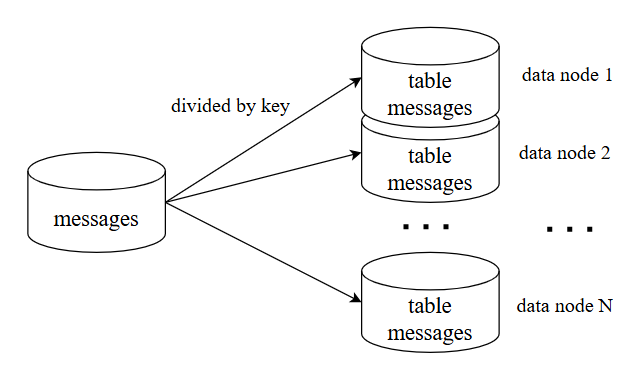 table
messages
data node 1
divided by key
table
messages
data node 2
messages
. . .
. . .
table
messages
data node N